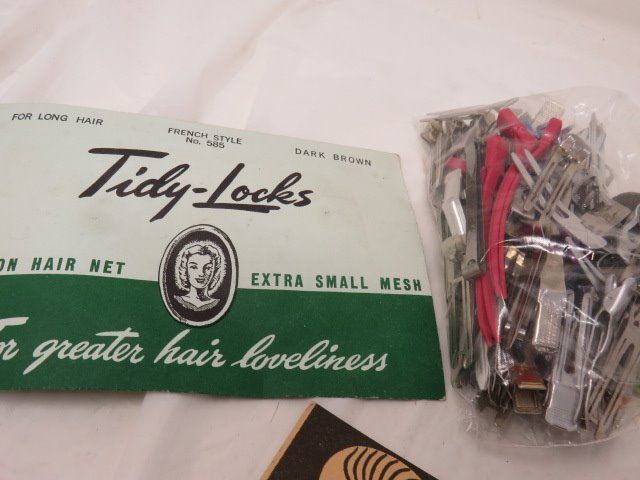 FOR LONG HAIR
FRENCH STYLE
No. 585
DARK BROWN
Tidy-Locks
ON HAIR NET
EXTRA SMALL MESH
For greater hair loveliness